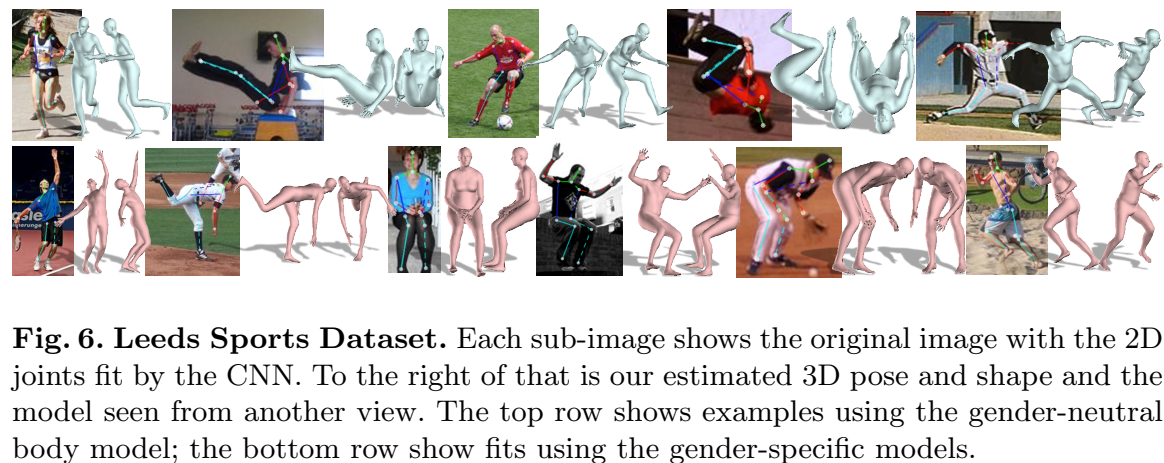 Fig. 6. Leeds Sports Dataset. Each sub-image shows the original image with the 2D
joints fit by the CNN. To the right of that is our estimated 3D pose and shape and the
model seen from another view. The top row shows examples using the gender-neutral
body model; the bottom row show fits using the gender-specific models.